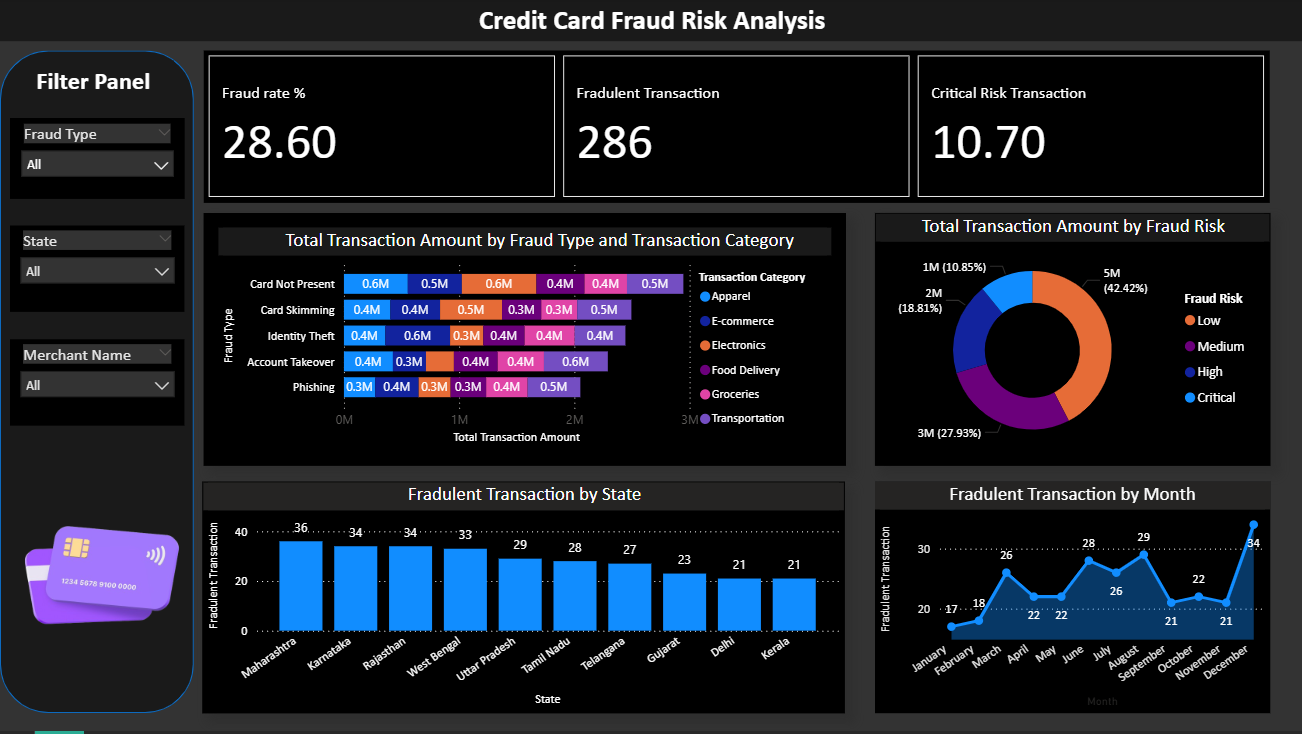 Credit Card Fraud Risk Analysis
Filter Panel
Fraud Type
All
State
All
Merchant Name
All
1234 5678 9100 0000
Fraud rate %
28.60
Fradulent Transaction
286
Critical Risk Transaction
10.70
Total Transaction Amount by Fraud Type and Transaction Category
Fraud Type
Card Not Present 0.6M 0.5M 0.6M 0.4M 0.4M 0.5M
Card Skimming 0.4M 0.4M 0.5M 0.3M 0.3M 0.5M
Identity Theft 0.4M 0.6M 0.3M 0.4M 0.4M 0.4M
Account Takeover 0.4M 0.3M 0.4M 0.4M 0.6M
Phishing 0.3M 0.4M 0.3M 0.3M 0.4M 0.5M
0M 1M 2M 3M
Total Transaction Amount
Transaction Category
Apparel
E-commerce
Electronics
Food Delivery
Groceries
Transportation
Total Transaction Amount by Fraud Risk
1M (10.85%)
5M
(42.42%)
2M
(18.81%)
3M (27.93%)
Fraud Risk
Low
Medium
High
Critical
Fradulent Transaction by State
Fradulent Transaction
40
20
0
36 34 34 33 29 28 27 23 21 21
Maharashtra Karnataka Rajasthan West Bengal Uttar Pradesh Tamil Nadu Telangana Gujarat Delhi Kerala
State
Fradulent Transaction by Month
Fradulent Transaction
30
20
17 18 26 22 22 28 26 29 21 22 21 34
January February March April May June July August September October November December
Month